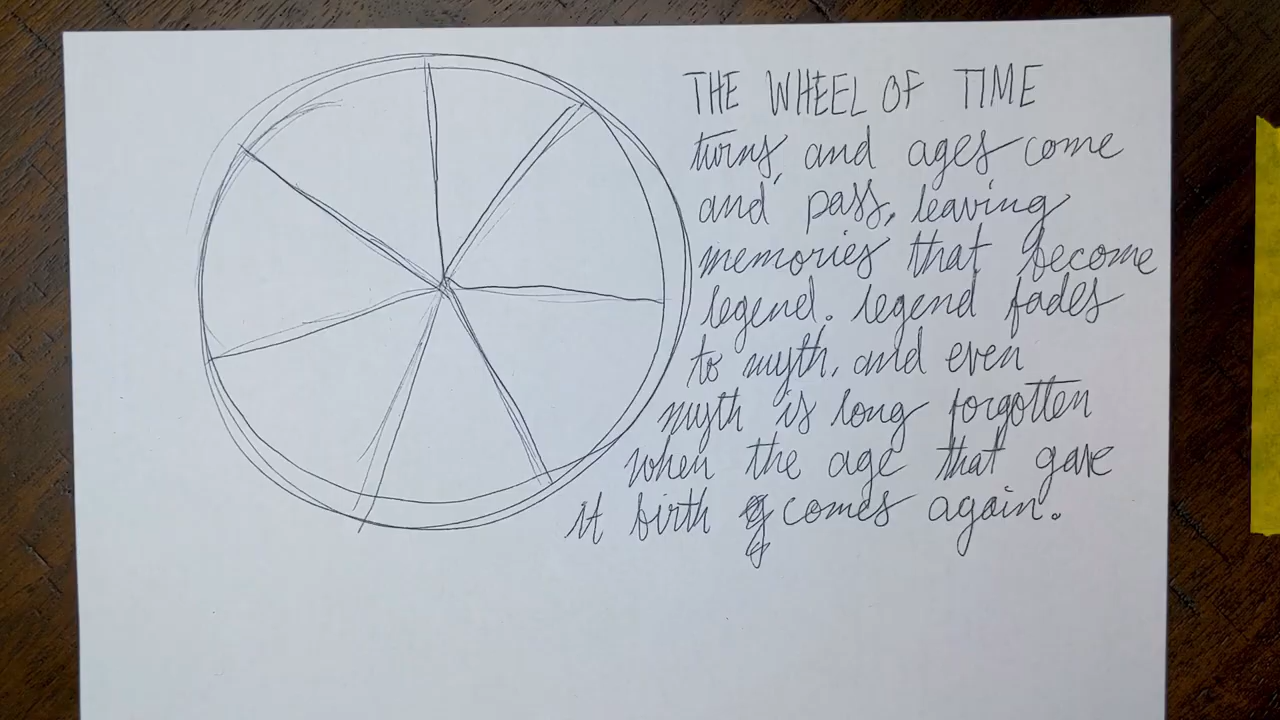 THE WHEEL OF TIME
turns, and ages come
and pass, leaving
memories that become
legend. legend fades
to myth, and even
myth is long forgotten
when the age that gave
it birth comes again.